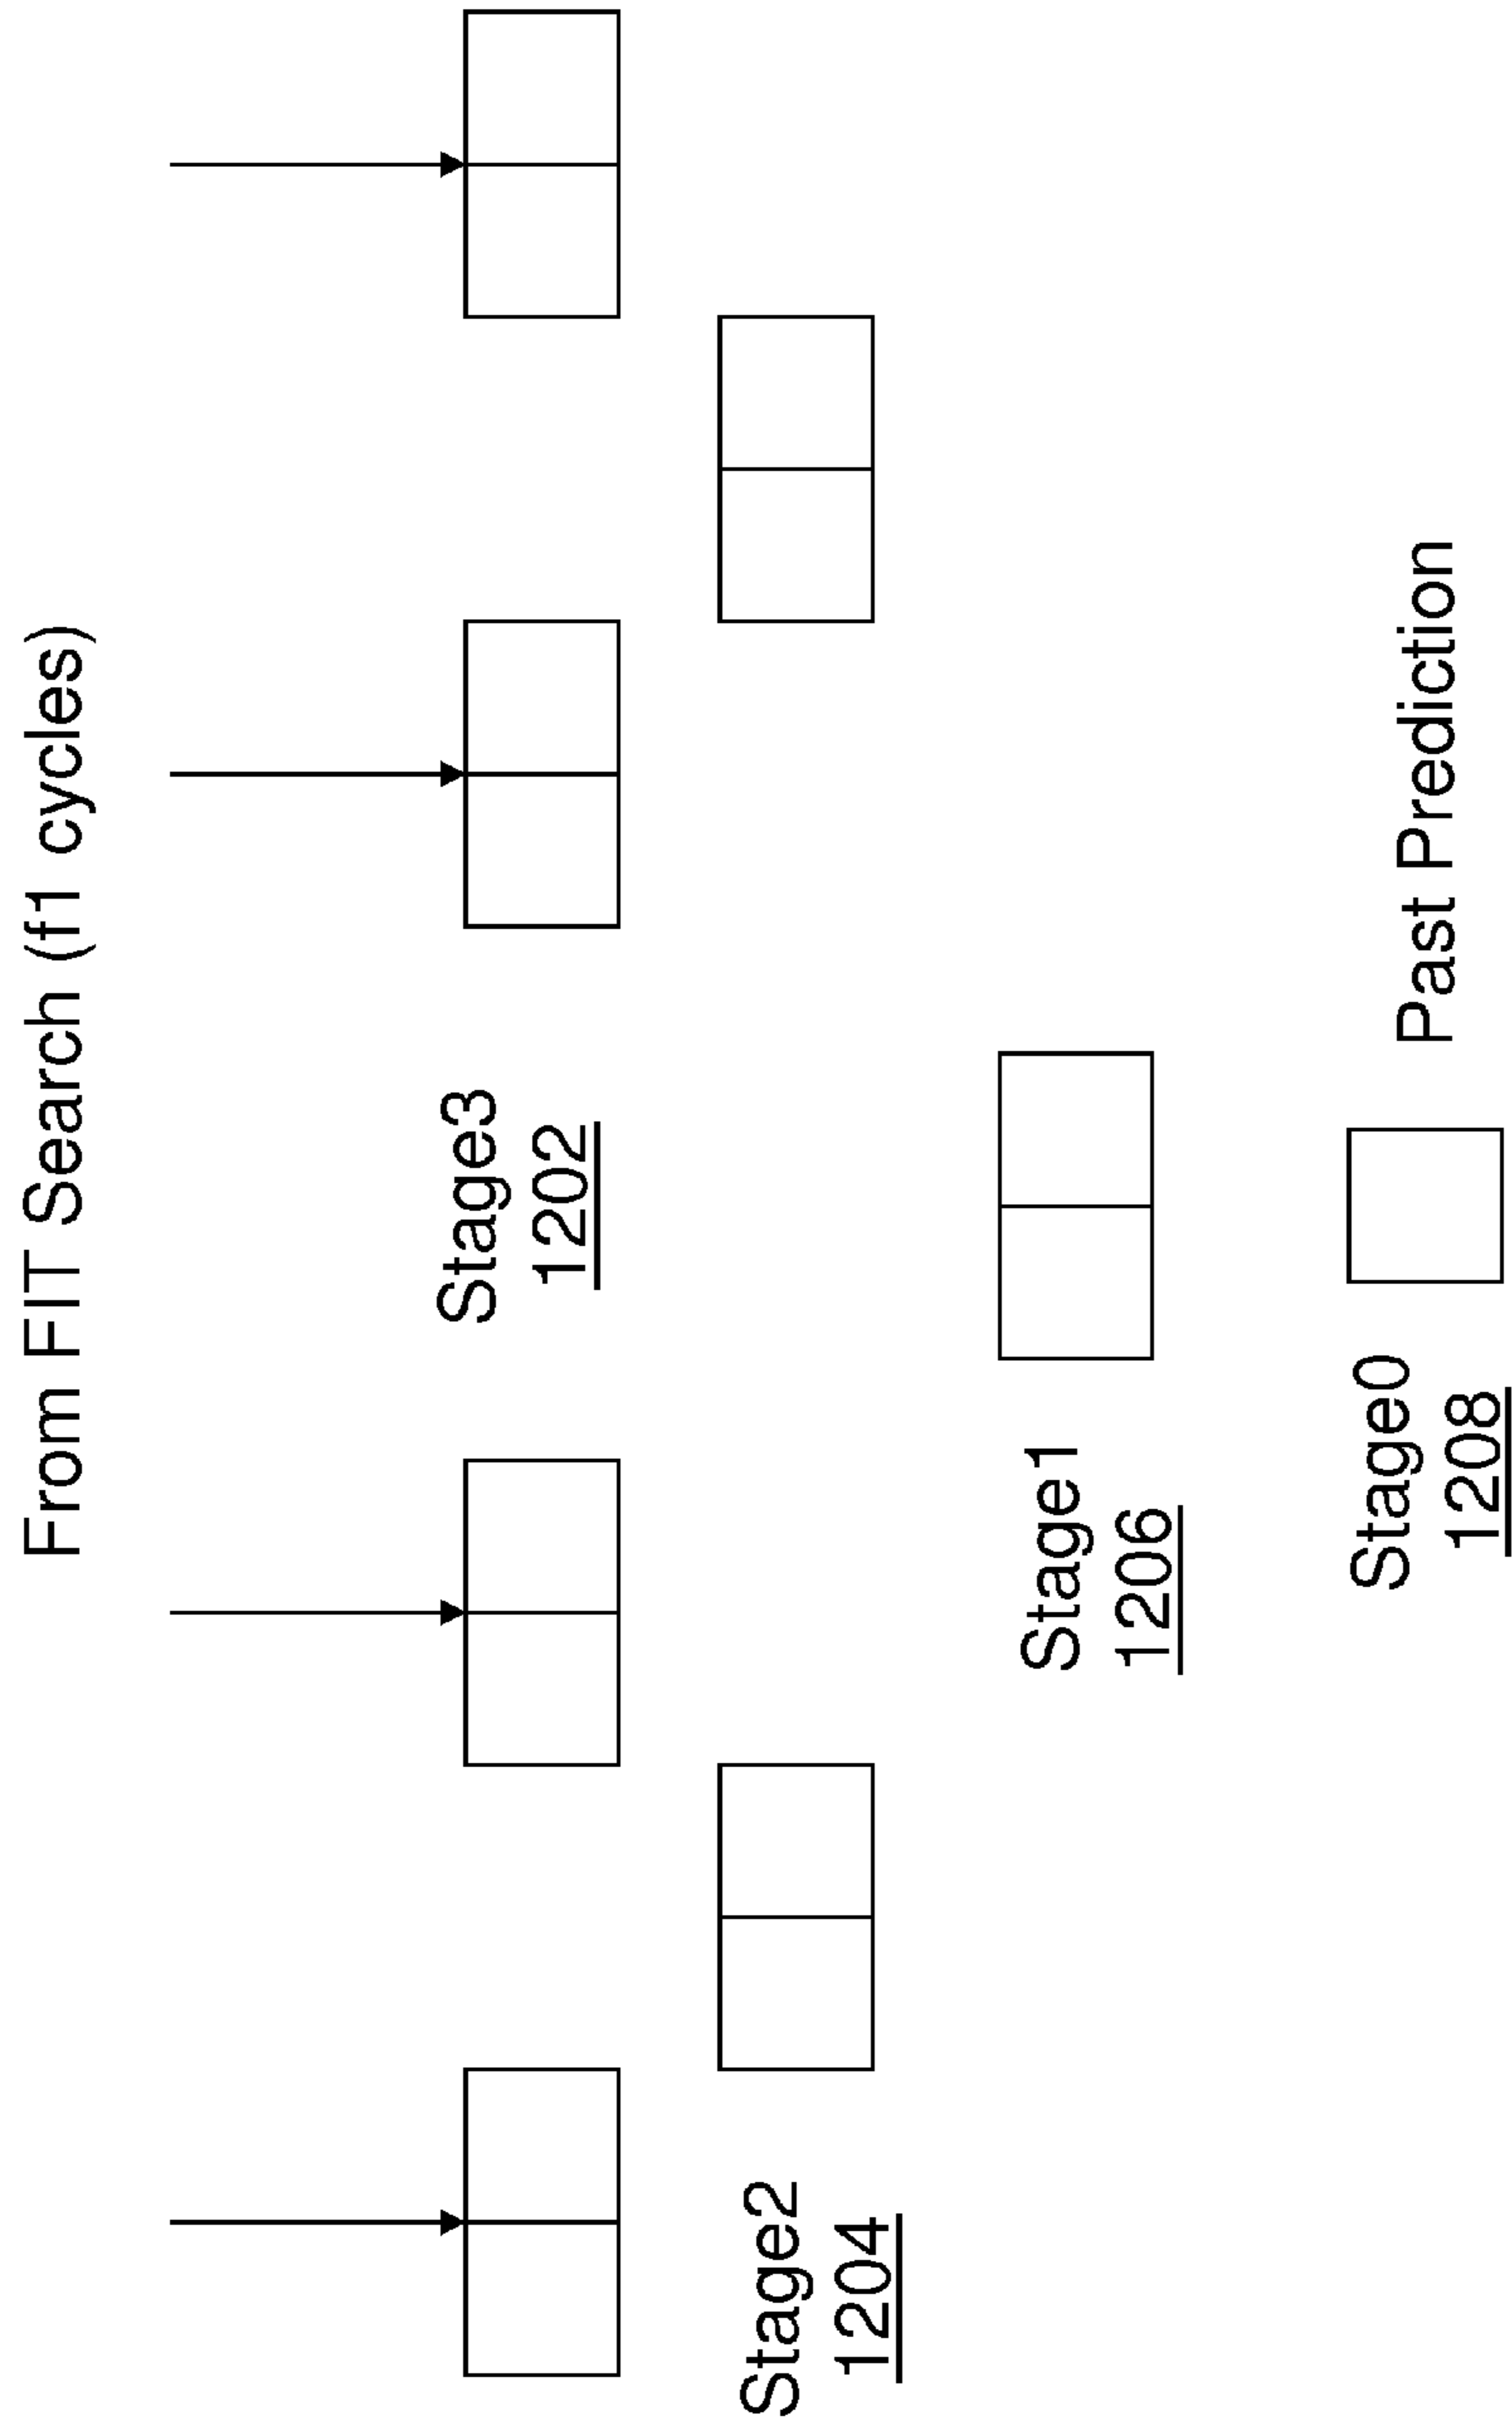 From FIT Search (f1 cycles)
Stage3
1202
Stage2
1204
Stage1
1206
Stage0
1208
Past Prediction